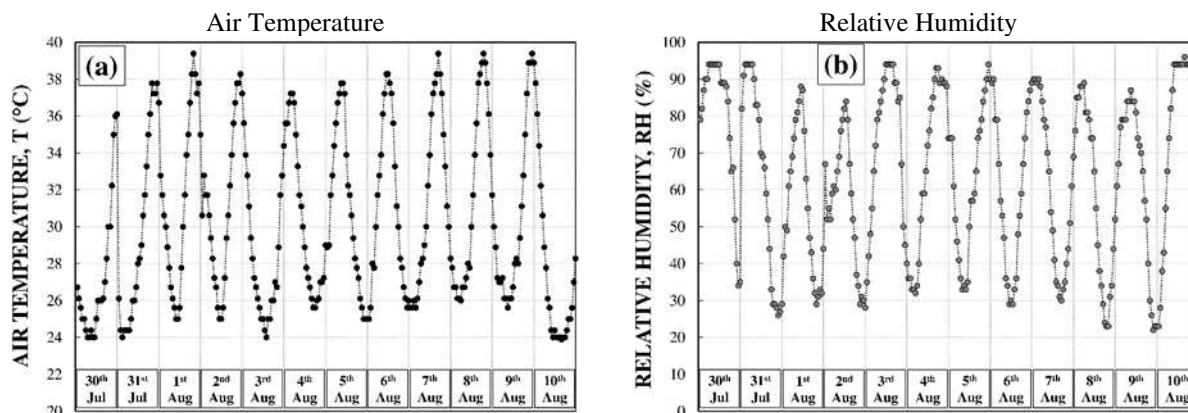 Air Temperature
AIR TEMPERATURE, T (°C)
40
38
36
34
32
30
28
26
24
22
20
(a)
30th Jul
31st Jul
1st Aug
2nd Aug
3rd Aug
4th Aug
5th Aug
6th Aug
7th Aug
8th Aug
9th Aug
10th Aug
Relative Humidity
RELATIVE HUMIDITY, RH (%)
100
90
80
70
60
50
40
30
20
10
0
(b)
30th Jul
31st Jul
1st Aug
2nd Aug
3rd Aug
4th Aug
5th Aug
6th Aug
7th Aug
8th Aug
9th Aug
10th Aug